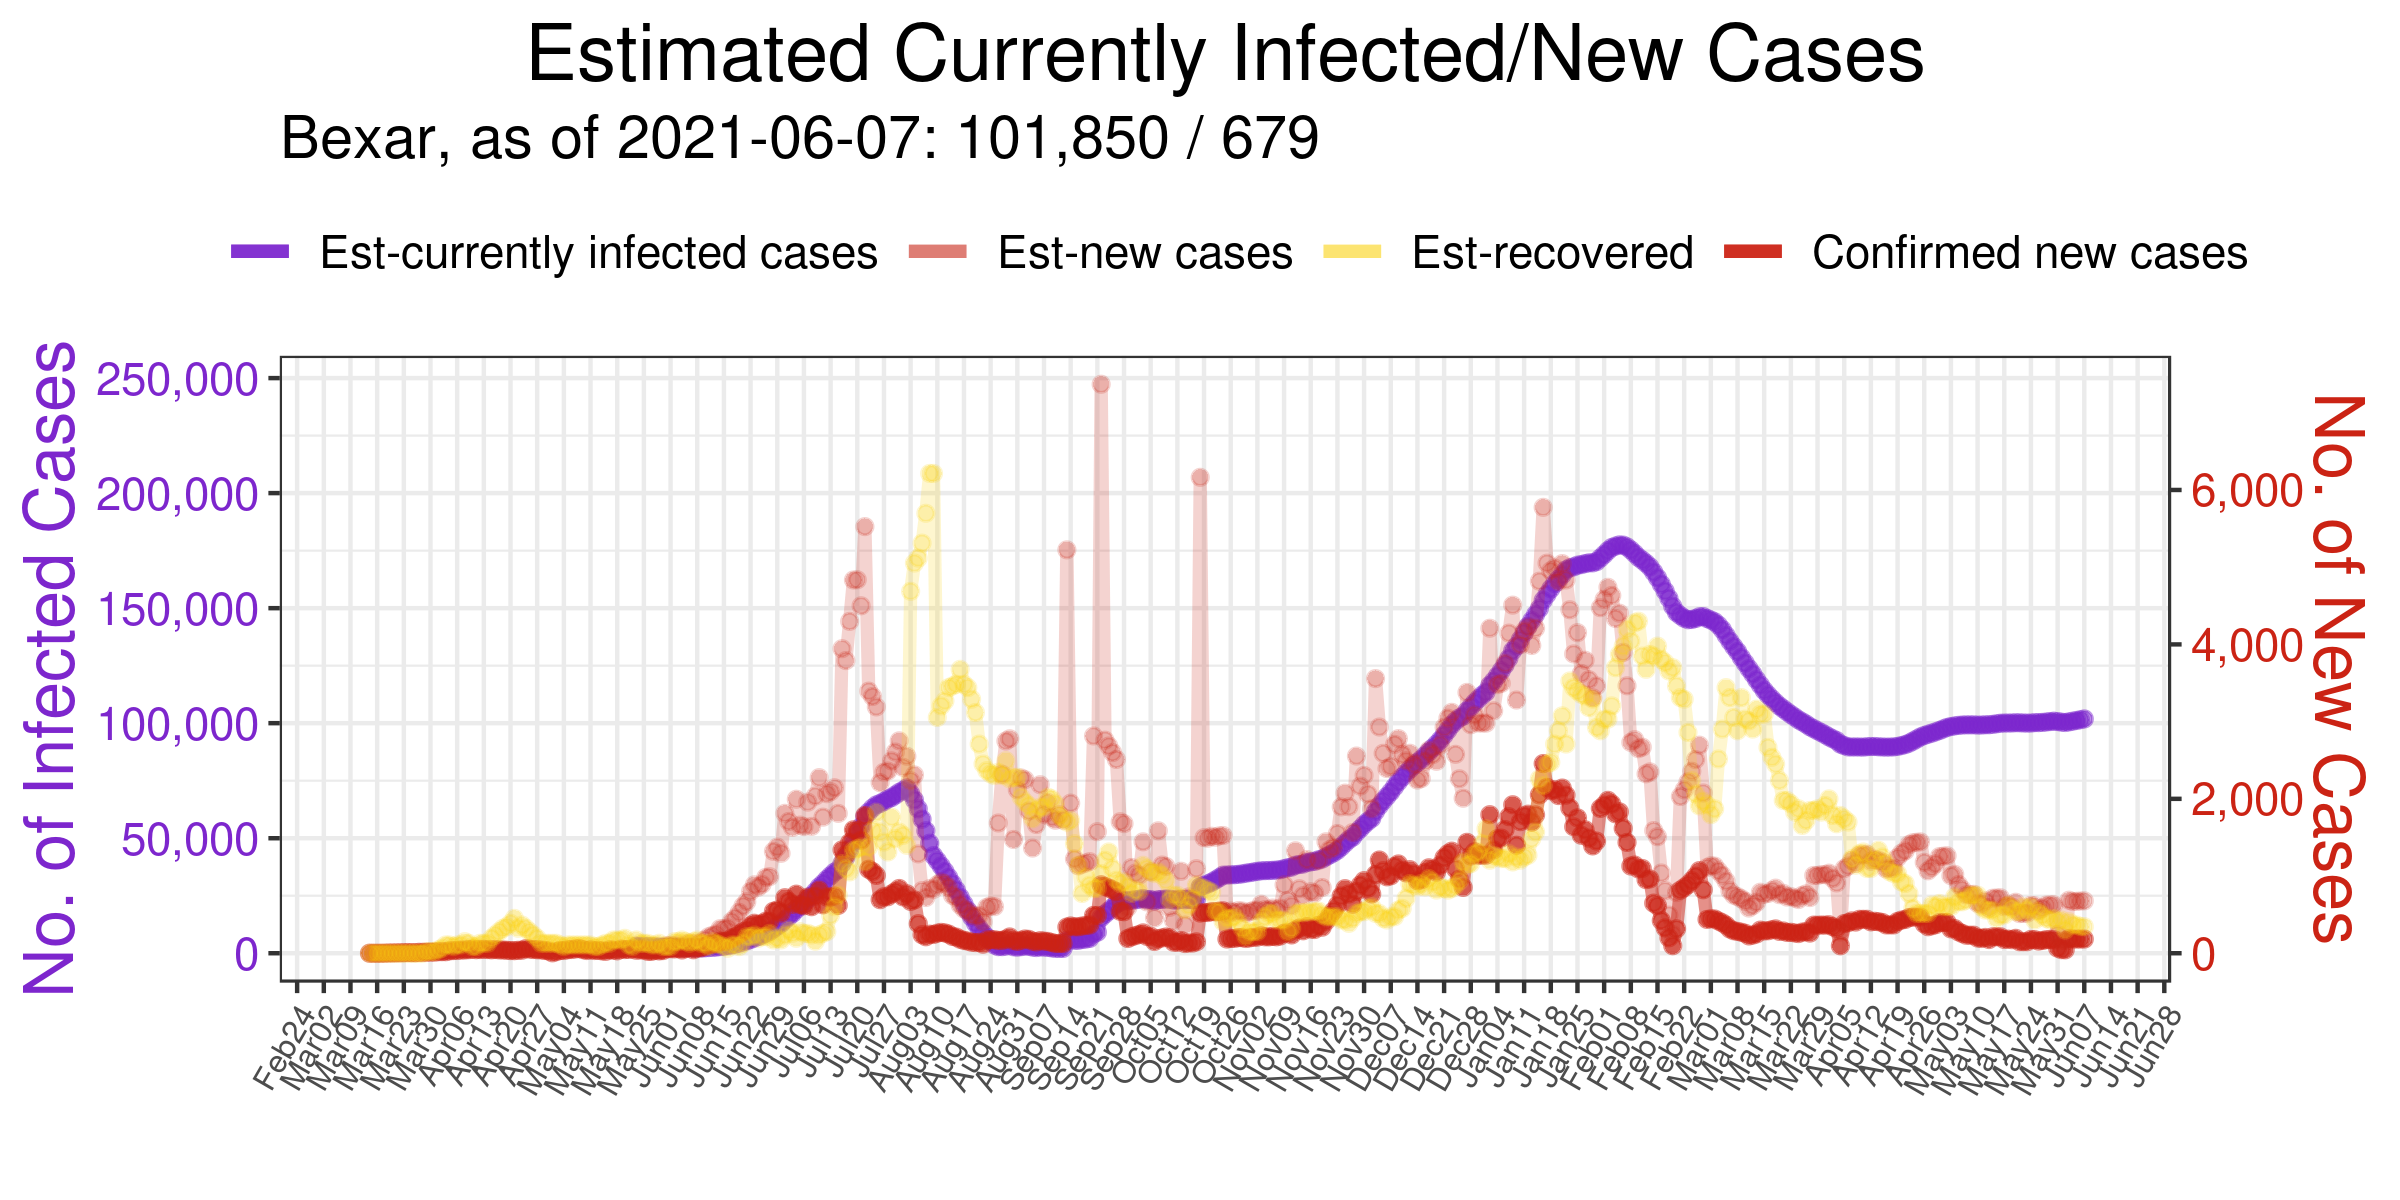 Estimated Currently Infected/New Cases
Bexar, as of 2021-06-07: 101,850 / 679
Est-currently infected cases Est-new cases Est-recovered Confirmed new cases
No. of Infected Cases
250,000
200,000
150,000
100,000
50,000
0
6,000
4,000
2,000
0
No. of New Cases
Feb24
Mar02
Mar09
Mar16
Mar23
Mar30
Apr06
Apr13
Apr20
Apr27
May04
May11
May18
May25
Jun01
Jun08
Jun15
Jun22
Jun29
Jul06
Jul13
Jul20
Jul27
Aug03
Aug10
Aug17
Aug24
Aug31
Sep07
Sep14
Sep21
Sep28
Oct05
Oct12
Oct19
Oct26
Nov02
Nov09
Nov16
Nov23
Nov30
Dec07
Dec14
Dec21
Dec28
Jan04
Jan11
Jan18
Jan25
Feb01
Feb08
Feb15
Feb22
Mar01
Mar08
Mar15
Mar22
Mar29
Apr05
Apr12
Apr19
Apr26
May03
May10
May17
May24
May31
Jun07
Jun14
Jun21
Jun28